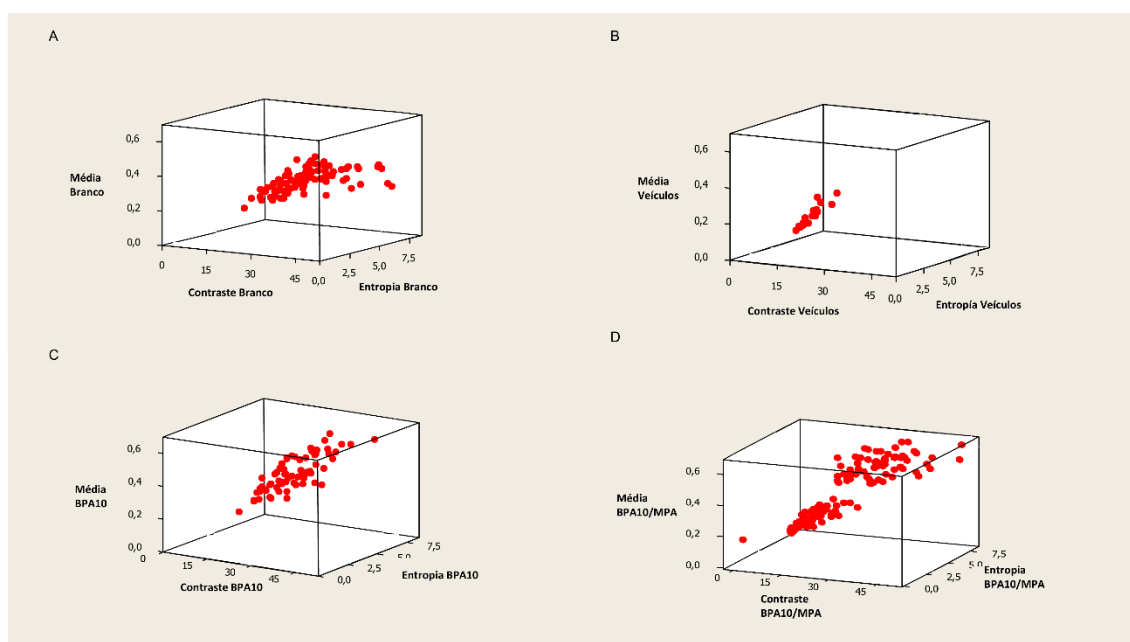 A
0,6
Média
Branco
0,4
0,2
0,0
0
15
30
45
0,0
2,5
5,0
7,5
Contraste Branco
Entropia Branco
B
0,6
Média
Veículos
0,4
0,2
0,0
0
15
30
45
0,0
2,5
5,0
7,5
Contraste Veículos
Entropía Veículos
C
0,6
Média
BPA10
0,4
0,2
0,0
0
15
30
45
0,0
2,5
5,0
7,5
Contraste BPA10
Entropia BPA10
D
0,6
Média
BPA10/MPA
0,4
0,2
0,0
0
15
30
45
0,0
2,5
5,0
7,5
Contraste
BPA10/MPA
Entropia
BPA10/MPA